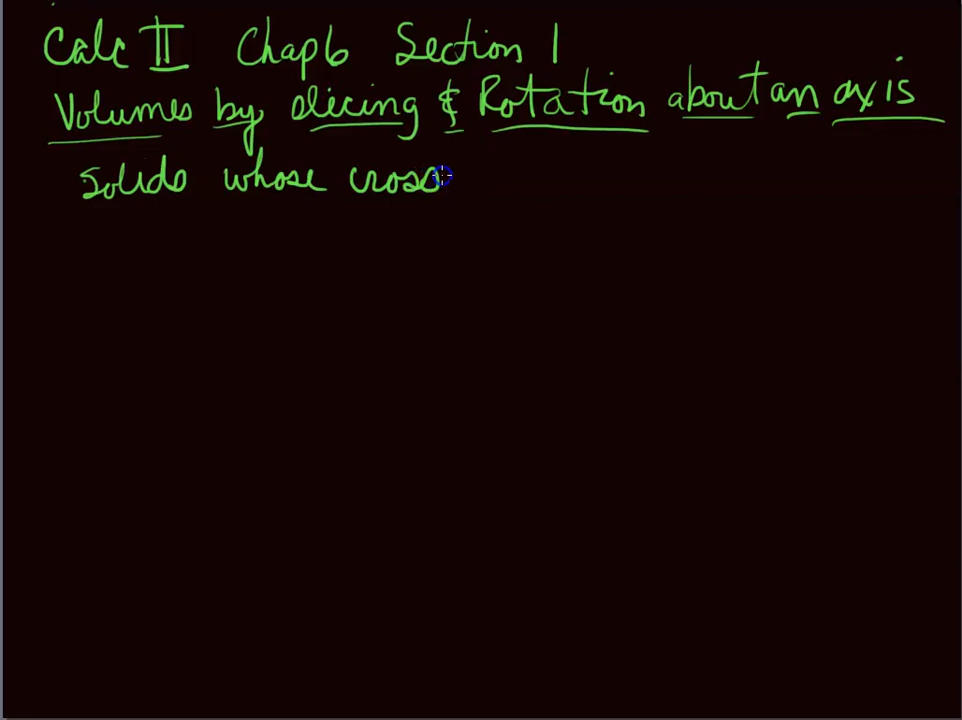 Calc II Chap 6 Section 1
Volumes by slicing & Rotation about an axis
Solids whose cross